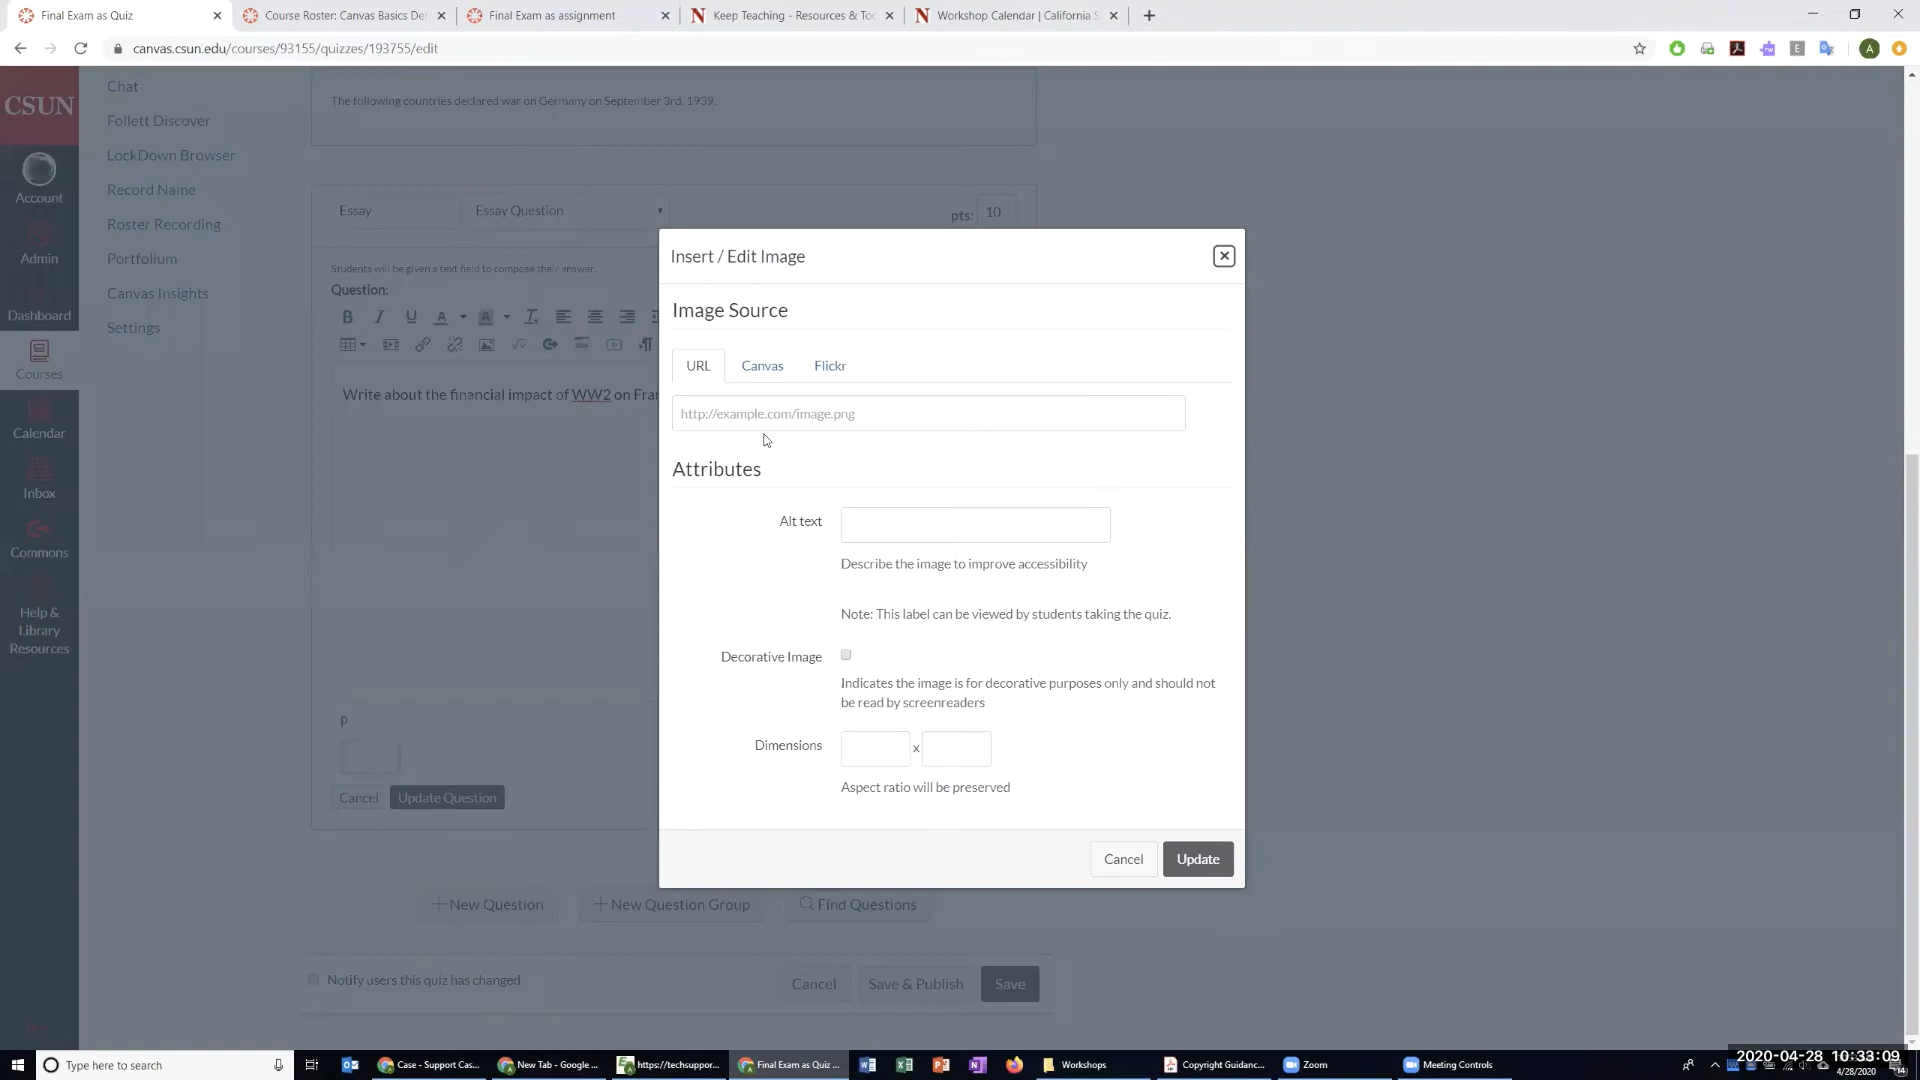 Final Exam as Quiz
Course Roster: Canvas Basics Der
Final Exam as assignment
Keep Teaching - Resources & Too
Workshop Calendar | California S
canvas.csun.edu/courses/93155/quizzes/193755/edit
A
CSUN
Account
Admin
Dashboard
Courses
Calendar
Inbox
Commons
Help &
Library
Resources
Chat
Follett Discover
LockDown Browser
Record Name
Roster Recording
Portfolium
Canvas Insights
Settings
The following countries declared war on Germany on September 3rd, 1939.
Essay
Essay Question
pts: 10
Students will be given a text field to compose their answer.
Question:
Write about the financial impact of WW2 on Fran
p
Cancel
Update Question
New Question
New Question Group
Find Questions
Notify users this quiz has changed
Cancel
Save & Publish
Save
Insert / Edit Image
Image Source
URL
Canvas
Flickr
http://example.com/image.png
Attributes
Alt text
Describe the image to improve accessibility
Note: This label can be viewed by students taking the quiz.
Decorative Image
Indicates the image is for decorative purposes only and should not
be read by screenreaders
Dimensions
x
Aspect ratio will be preserved
Cancel
Update
Type here to search
Case - Support Cas...
New Tab - Google ...
https://techsuppor...
Final Exam as Quiz ...
Workshops
Copyright Guidanc...
Zoom
Meeting Controls
2020-04-28 10:33:09
4/28/2020